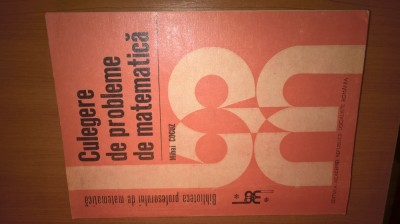 Culegere
de probleme
de matematică
Mihai COCUZ
Biblioteca profesorului de matematică